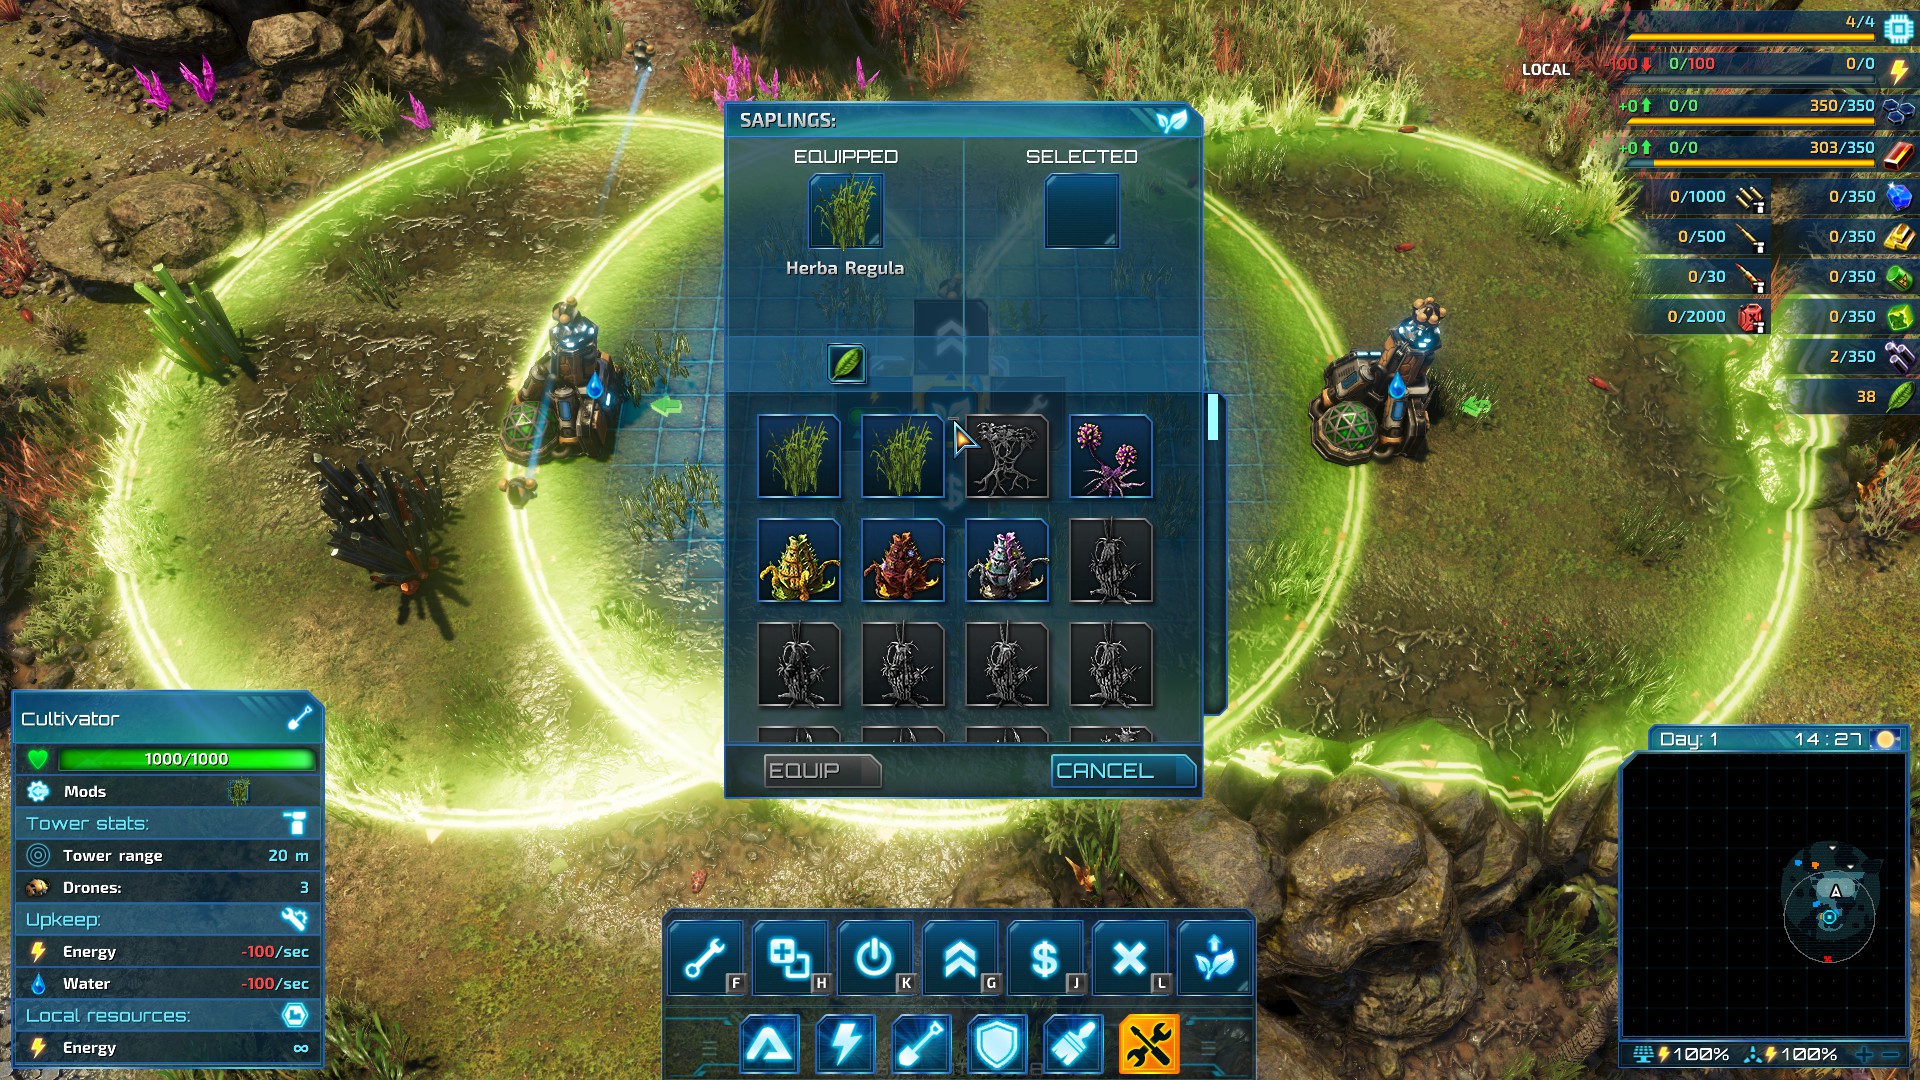 4/4
LOCAL
-100 0/100 0/0
+0 0/0 350/350
+0 0/0 303/350
0/1000 0/350
0/500 0/350
0/30 0/350
0/2000 0/350
2/350
38
SAPLINGS:
EQUIPPED
SELECTED
Herba Regula
EQUIP
CANCEL
Cultivator
1000/1000
Mods
Tower stats:
Tower range 20 m
Drones: 3
Upkeep:
Energy -100/sec
Water -100/sec
Local resources:
Energy ∞
F
H
K
G
J
L
Day: 1 14:27
A
100% 100%